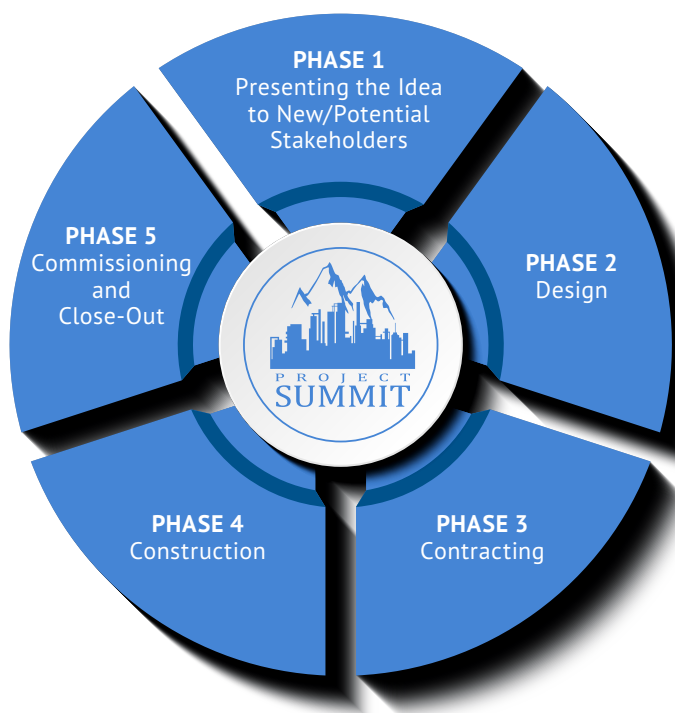 PHASE 1
Presenting the Idea
to New/Potential
Stakeholders
PHASE 2
Design
PHASE 3
Contracting
PHASE 4
Construction
PHASE 5
Commissioning
and
Close-Out
PROJECT
SUMMIT